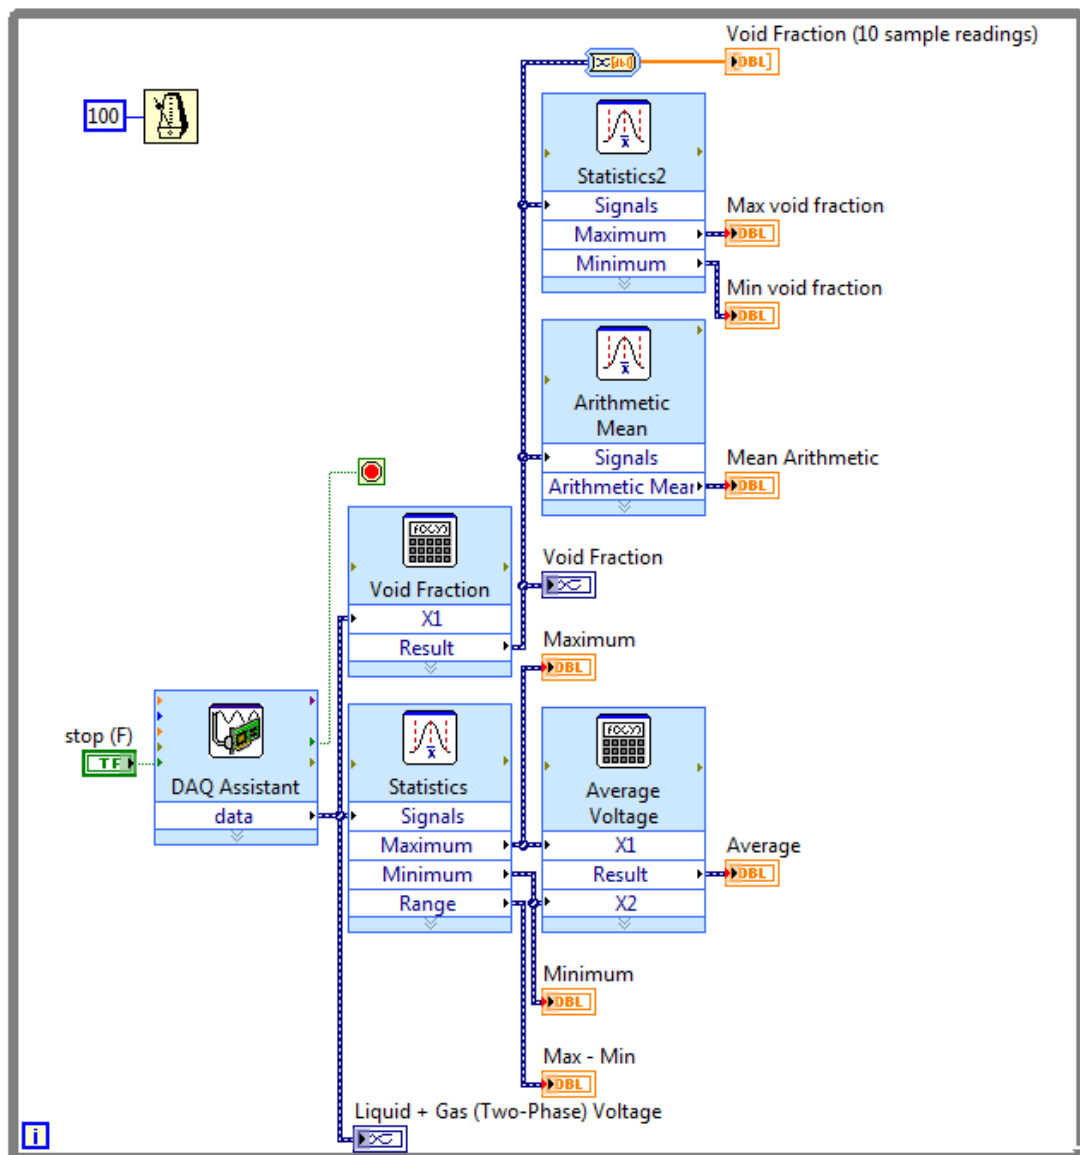 Void Fraction (10 sample readings)
DBL]
100
Statistics2
Signals
Maximum
Minimum
Max void fraction
DBL
Min void fraction
DBL
Arithmetic
Mean
Signals
Arithmetic Mear
Mean Arithmetic
DBL
Void Fraction
X1
Result
Void Fraction
Maximum
DBL
stop (F)
TF
DAQ Assistant
data
Statistics
Signals
Maximum
Minimum
Range
Average
Voltage
X1
Result
X2
Average
DBL
Minimum
DBL
Max - Min
DBL
Liquid + Gas (Two-Phase) Voltage
i